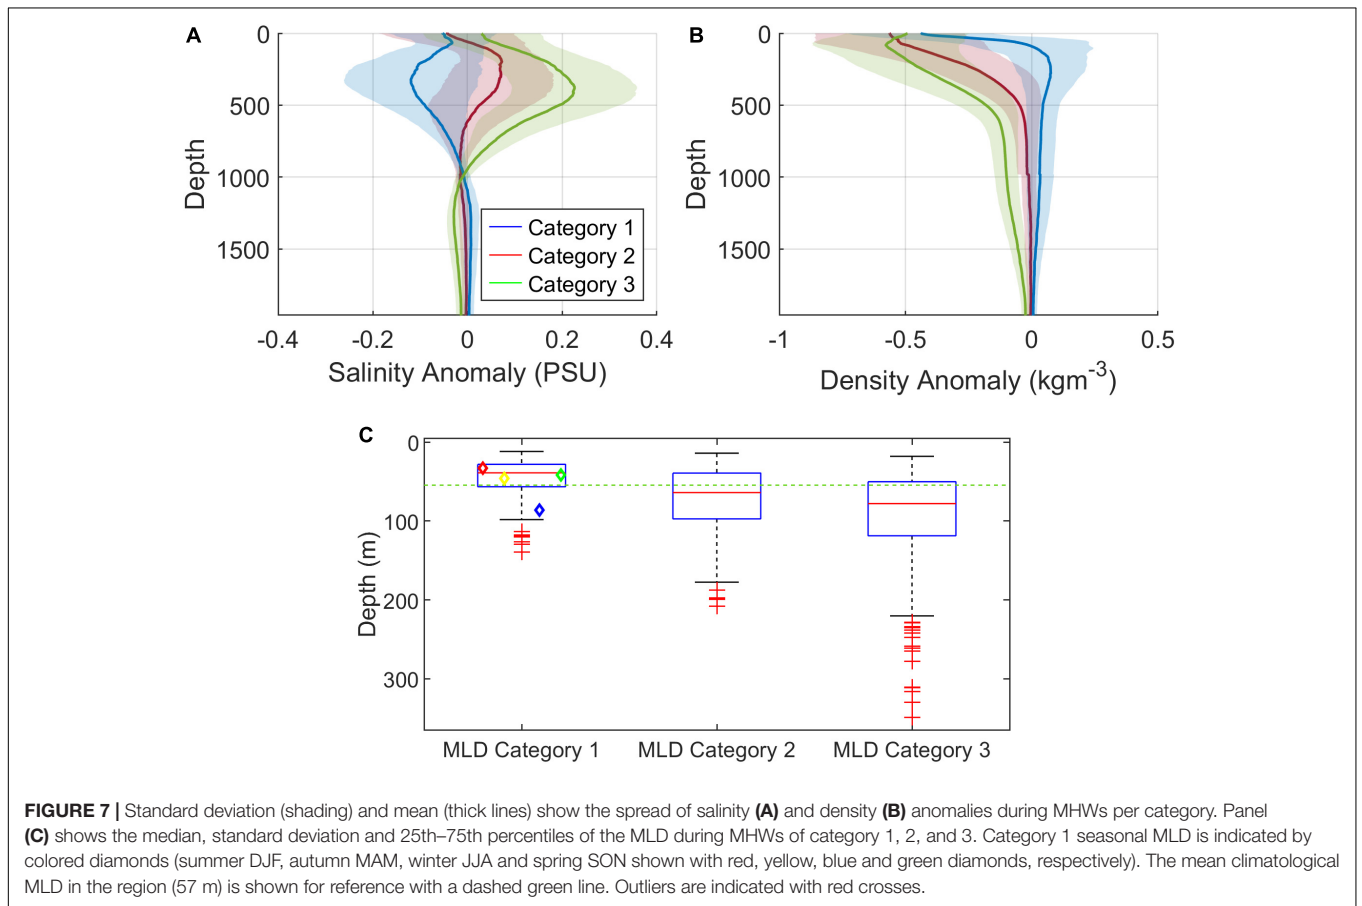 A
0
500
1000
1500
Depth
-0.4
-0.2
0
0.2
0.4
Salinity Anomaly (PSU)
Category 1
Category 2
Category 3
B
0
500
1000
1500
Depth
-1
-0.5
0
0.5
Density Anomaly (kgm-3)
C
0
100
200
300
Depth (m)
MLD Category 1
MLD Category 2
MLD Category 3
FIGURE 7 | Standard deviation (shading) and mean (thick lines) show the spread of salinity (A) and density (B) anomalies during MHWs per category. Panel
(C) shows the median, standard deviation and 25th–75th percentiles of the MLD during MHWs of category 1, 2, and 3. Category 1 seasonal MLD is indicated by
colored diamonds (summer DJF, autumn MAM, winter JJA and spring SON shown with red, yellow, blue and green diamonds, respectively). The mean climatological
MLD in the region (57 m) is shown for reference with a dashed green line. Outliers are indicated with red crosses.